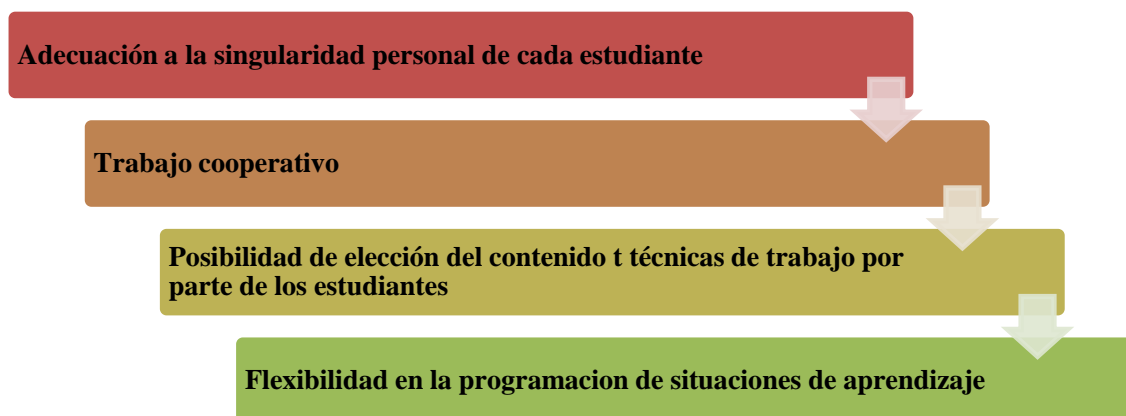 Adecuación a la singularidad personal de cada estudiante
Trabajo cooperativo
Posibilidad de elección del contenido t técnicas de trabajo por
parte de los estudiantes
Flexibilidad en la programacion de situaciones de aprendizaje